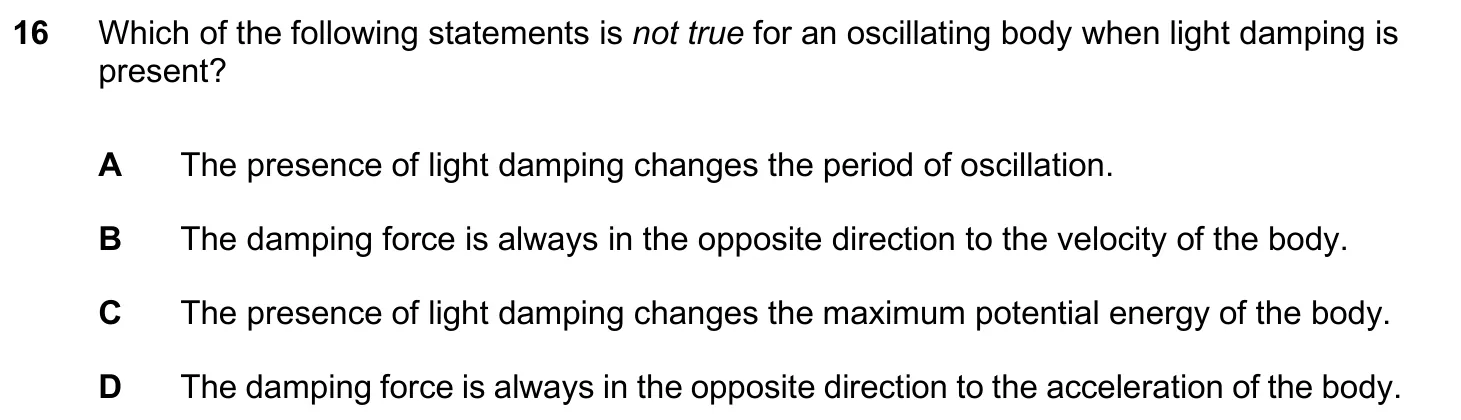 16 Which of the following statements is not true for an oscillating body when light damping is
present?
A The presence of light damping changes the period of oscillation.
B The damping force is always in the opposite direction to the velocity of the body.
C The presence of light damping changes the maximum potential energy of the body.
D The damping force is always in the opposite direction to the acceleration of the body.